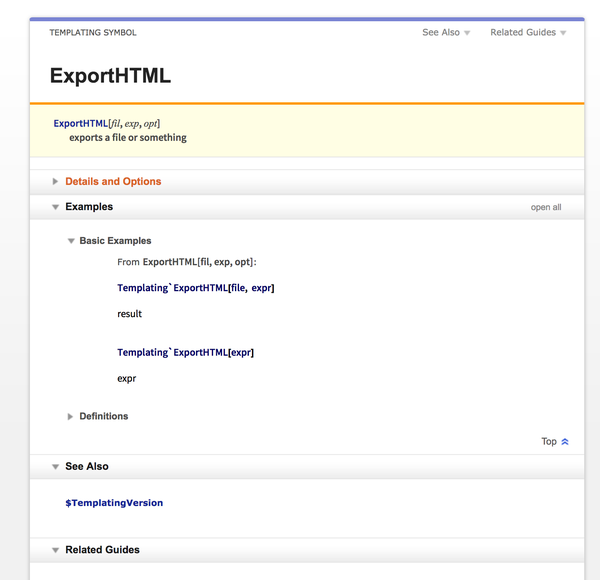 TEMPLATING SYMBOL See Also Related Guides
ExportHTML
ExportHTML[fil, exp, opt]
exports a file or something
Details and Options
Examples open all
Basic Examples
From ExportHTML[fil, exp, opt]:
Templating`ExportHTML[file, expr]
result
Templating`ExportHTML[expr]
expr
Definitions
Top
See Also
$TemplatingVersion
Related Guides